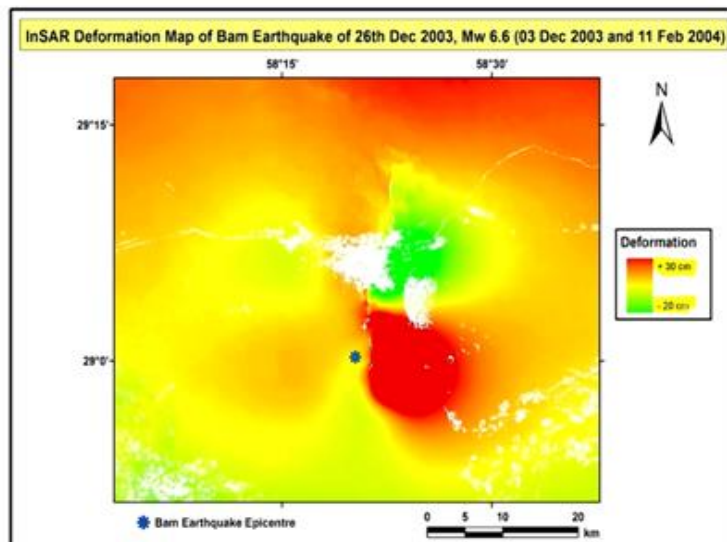 InSAR Deformation Map of Bam Earthquake of 26th Dec 2003, Mw 6.6 (03 Dec 2003 and 11 Feb 2004)
58°15' 58°30'
N
29°15'
Deformation
+ 30 cm
- 20 cm
29°0'
Bam Earthquake Epicentre
0 5 10 20
km